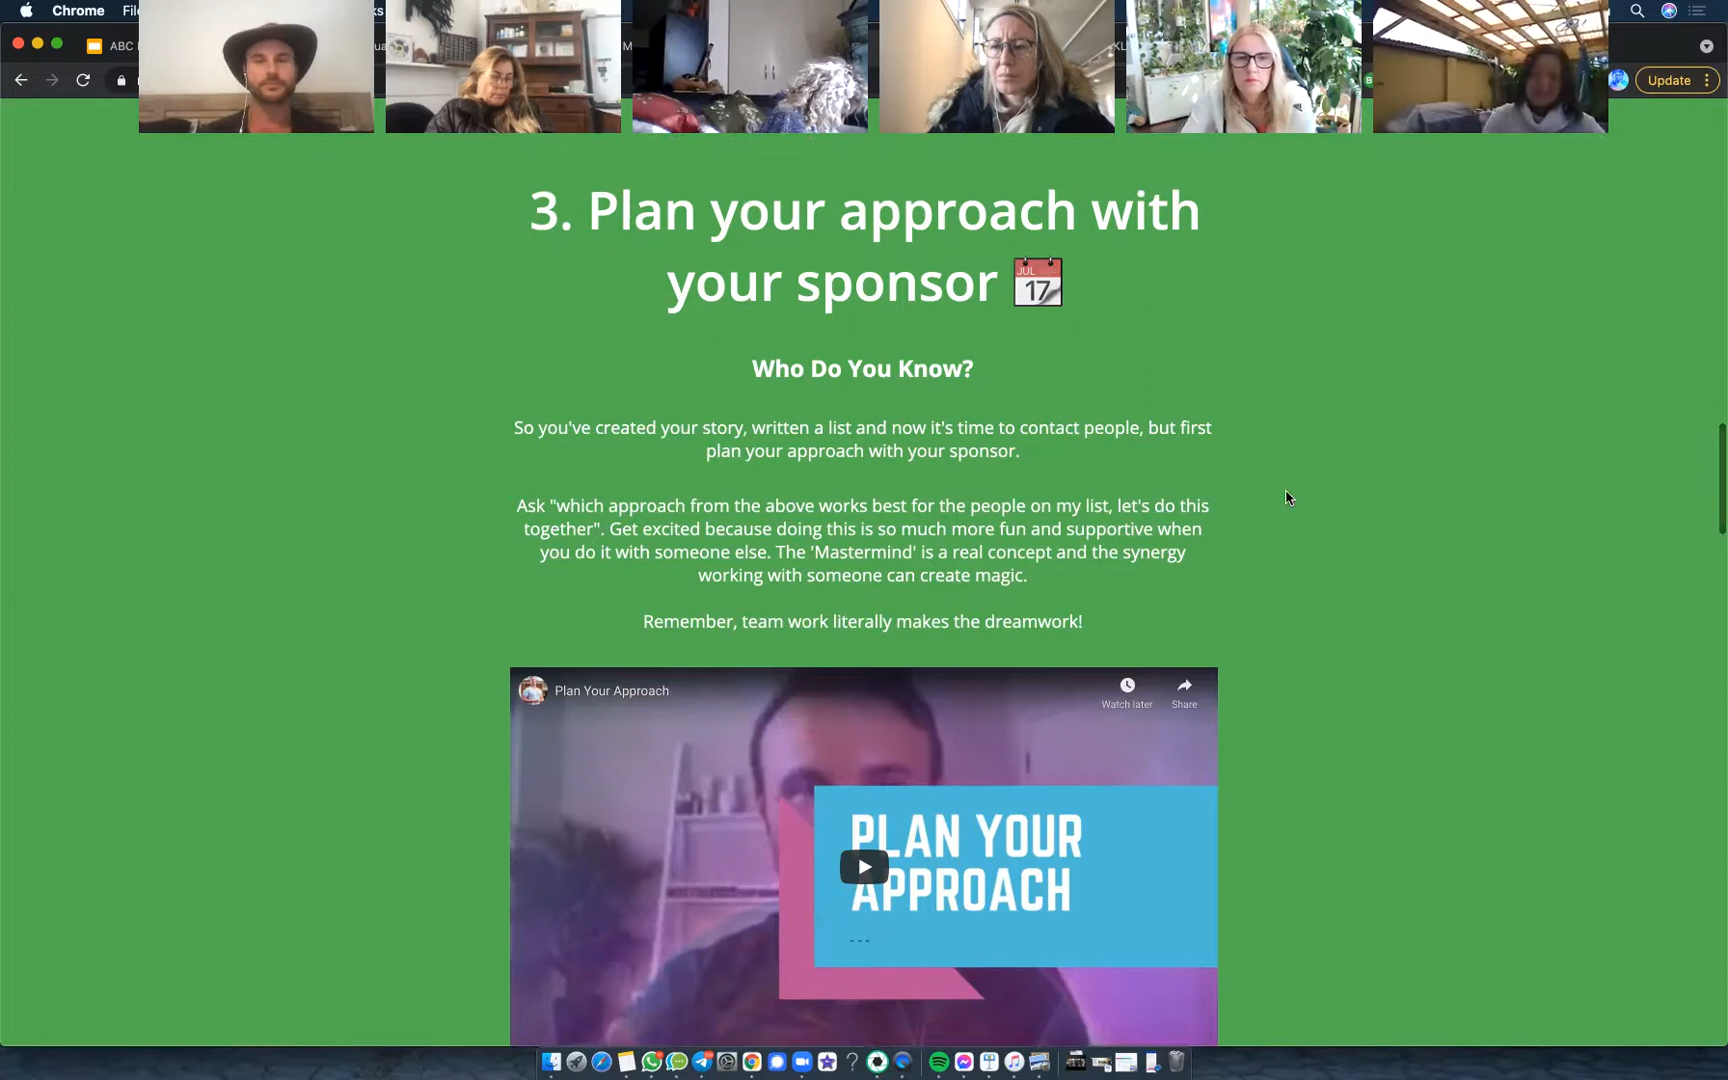 Chrome
ABC
Update
3. Plan your approach with
your sponsor
JUL
17
Who Do You Know?
So you've created your story, written a list and now it's time to contact people, but first
plan your approach with your sponsor.
Ask "which approach from the above works best for the people on my list, let's do this
together". Get excited because doing this is so much more fun and supportive when
you do it with someone else. The 'Mastermind' is a real concept and the synergy
working with someone can create magic.
Remember, team work literally makes the dreamwork!
Plan Your Approach
Watch later
Share
PLAN YOUR
APPROACH
---